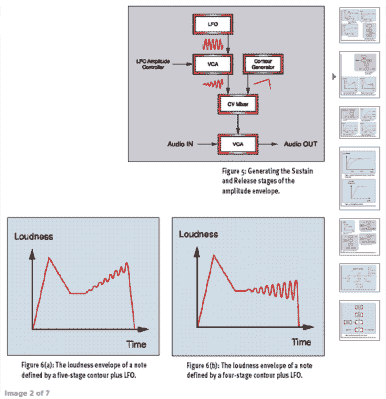 LFO
LFO Amplitude
Controller
VCA
Contour
Generator
CV Mixer
Audio IN
VCA
Audio OUT
Figure 5: Generating the Sustain
and Release stages of the
amplitude envelope.
Loudness
Time
Figure 6(a): The loudness envelope of a note
defined by a five-stage contour plus LFO.
Loudness
Time
Figure 6(b): The loudness envelope of a note
defined by a four-stage contour plus LFO.
Image 2 of 7